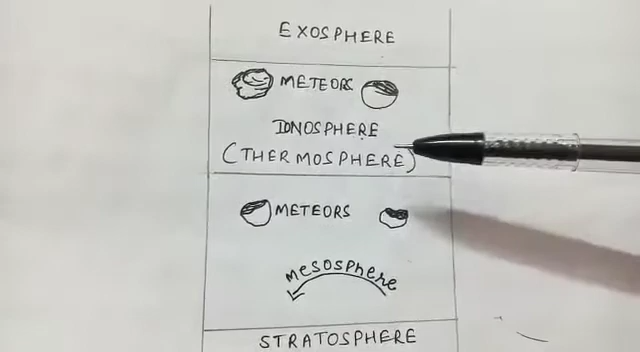 EXOSPHERE
METEORS
IONOSPHERE
(THERMOSPHERE)
METEORS
mesosphere
STRATOSPHERE